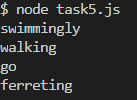 $ node task5.js
swimmingly
walking
go
ferreting